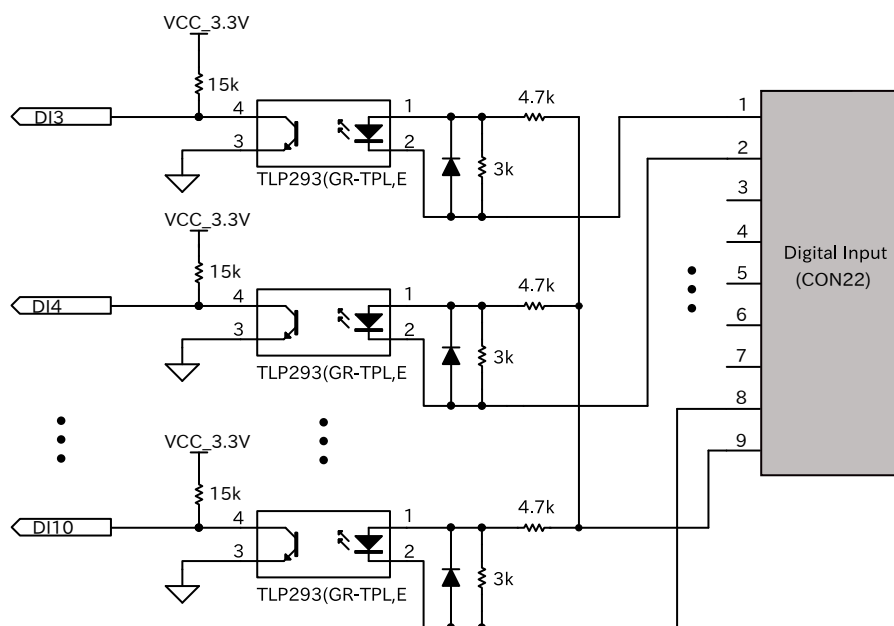 VCC_3.3V
15k
DI3
4
3
1
2
4.7k
3k
TLP293(GR-TPL,E
VCC_3.3V
15k
DI4
4
3
1
2
4.7k
3k
TLP293(GR-TPL,E
VCC_3.3V
15k
DI10
4
3
1
2
4.7k
3k
TLP293(GR-TPL,E
1
2
3
4
5
6
7
8
9
Digital Input
(CON22)